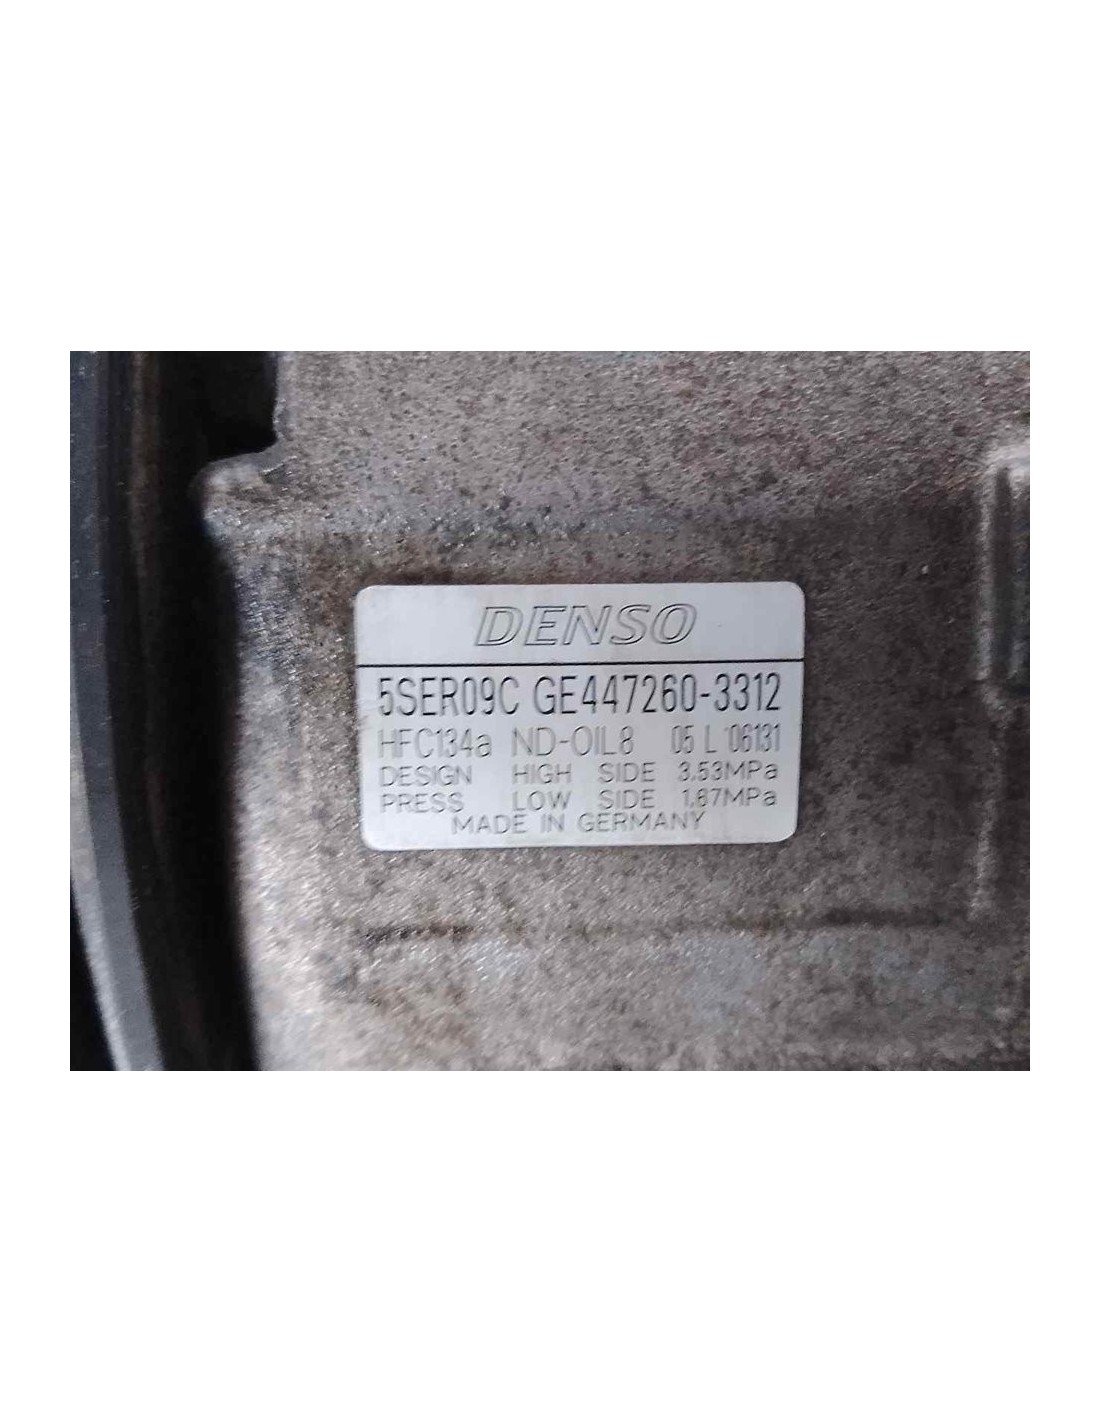 DENSO
5SER09C GE447260-3312
HFC134a ND-OIL8 05 L '06131
DESIGN HIGH SIDE 3.53MPa
PRESS LOW SIDE 1.67MPa
MADE IN GERMANY